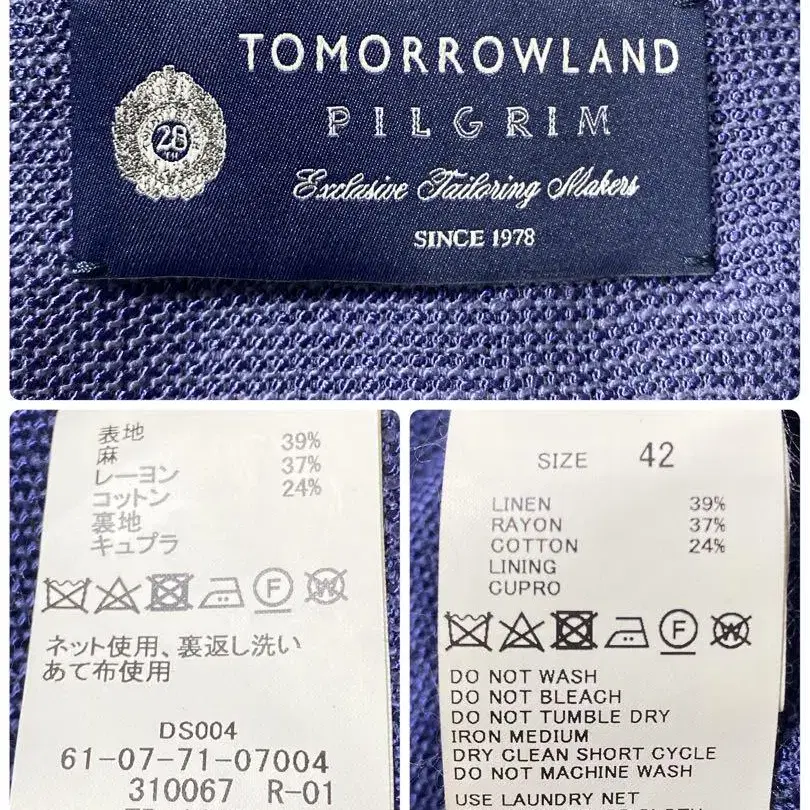 TOMORROWLAND
28
TH
PILGRIM
Exclusive Tailoring Makers
SINCE 1978
表地
麻 39%
レーヨン 37%
コットン 24%
裏地
キュプラ
F
W
ネット使用、裏返し洗い
あて布使用
DS004
61-07-71-07004
310067 R-01
SIZE 42
LINEN 39%
RAYON 37%
COTTON 24%
LINING
CUPRO
F
W
DO NOT WASH
DO NOT BLEACH
DO NOT TUMBLE DRY
IRON MEDIUM
DRY CLEAN SHORT CYCLE
DO NOT MACHINE WASH
USE LAUNDRY NET